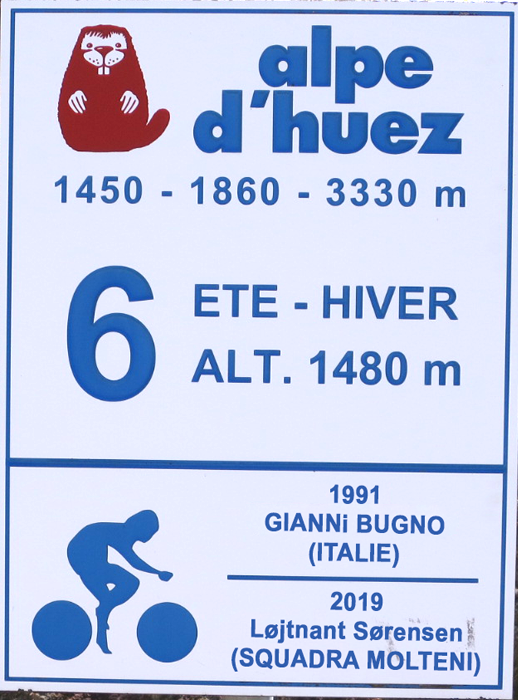 alpe
d'huez
1450 - 1860 - 3330 m
6
ETE - HIVER
ALT. 1480 m
1991
GIANNi BUGNO
(ITALIE)
2019
Løjtnant Sørensen
(SQUADRA MOLTENI)